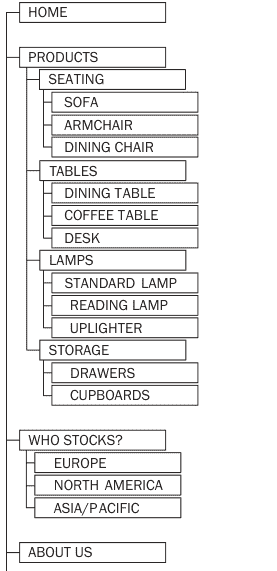 HOME
PRODUCTS
SEATING
SOFA
ARMCHAIR
DINING CHAIR
TABLES
DINING TABLE
COFFEE TABLE
DESK
LAMPS
STANDARD LAMP
READING LAMP
UPLIGHTER
STORAGE
DRAWERS
CUPBOARDS
WHO STOCKS?
EUROPE
NORTH AMERICA
ASIA/PACIFIC
ABOUT US